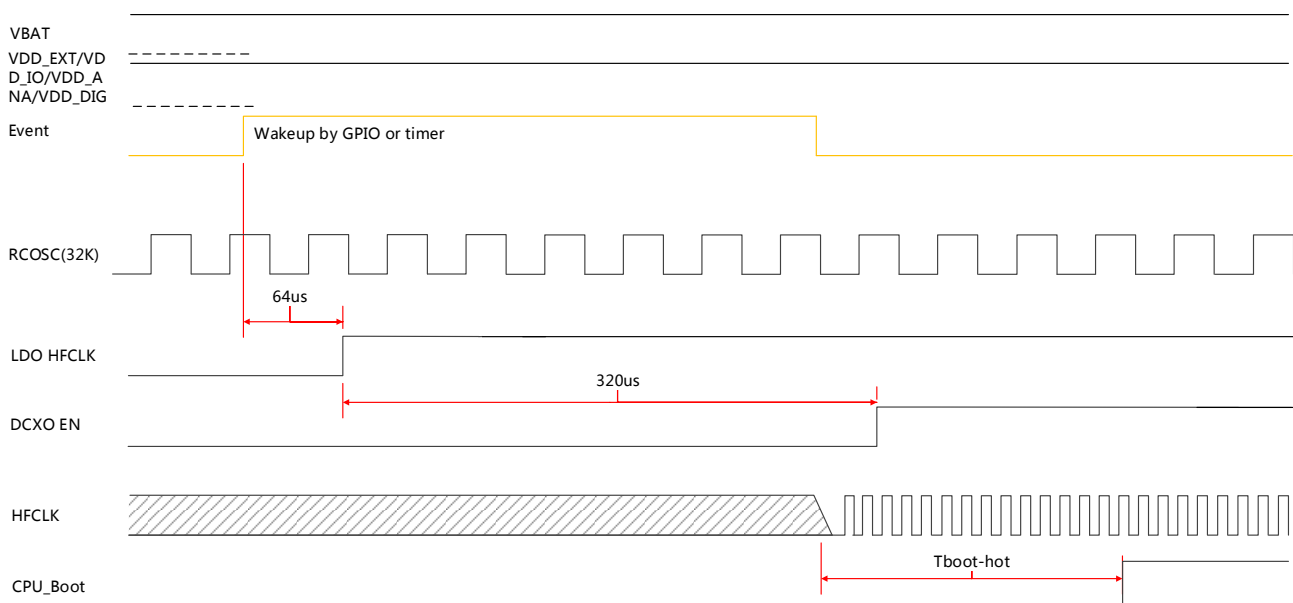 VBAT
VDD_EXT/VD
D_IO/VDD_A
NA/VDD_DIG
Event
Wakeup by GPIO or timer
RCOSC(32K)
64us
LDO HFCLK
320us
DCXO EN
HFCLK
Tboot-hot
CPU_Boot